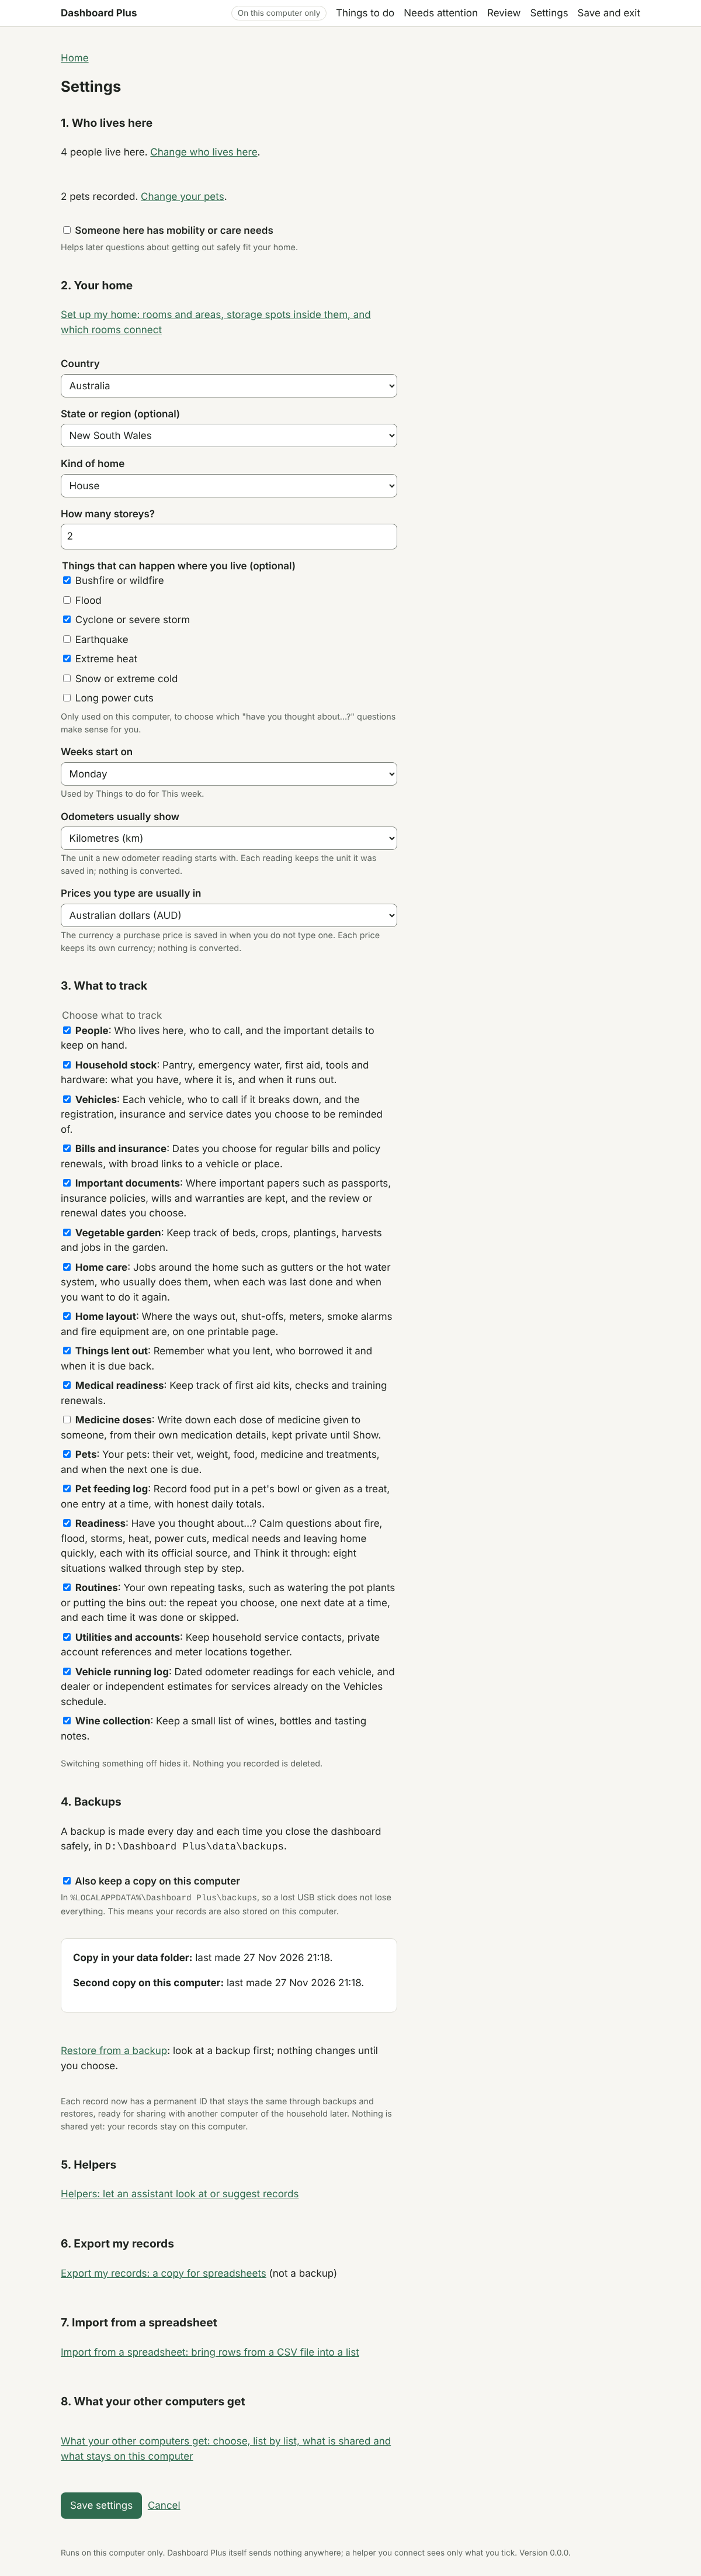 Dashboard Plus
On this computer only
Things to do
Needs attention
Review
Settings
Save and exit
Home
Settings
1. Who lives here
4 people live here. Change who lives here.
2 pets recorded. Change your pets.
Someone here has mobility or care needs
Helps later questions about getting out safely fit your home.
2. Your home
Set up my home: rooms and areas, storage spots inside them, and
which rooms connect
Country
Australia
State or region (optional)
New South Wales
Kind of home
House
How many storeys?
2
Things that can happen where you live (optional)
Bushfire or wildfire
Flood
Cyclone or severe storm
Earthquake
Extreme heat
Snow or extreme cold
Long power cuts
Only used on this computer, to choose which "have you thought about...?" questions
make sense for you.
Weeks start on
Monday
Used by Things to do for This week.
Odometers usually show
Kilometres (km)
The unit a new odometer reading starts with. Each reading keeps the unit it was
saved in; nothing is converted.
Prices you type are usually in
Australian dollars (AUD)
The currency a purchase price is saved in when you do not type one. Each price
keeps its own currency; nothing is converted.
3. What to track
Choose what to track
People: Who lives here, who to call, and the important details to
keep on hand.
Household stock: Pantry, emergency water, first aid, tools and
hardware: what you have, where it is, and when it runs out.
Vehicles: Each vehicle, who to call if it breaks down, and the
registration, insurance and service dates you choose to be reminded
of.
Bills and insurance: Dates you choose for regular bills and policy
renewals, with broad links to a vehicle or place.
Important documents: Where important papers such as passports,
insurance policies, wills and warranties are kept, and the review or
renewal dates you choose.
Vegetable garden: Keep track of beds, crops, plantings, harvests
and jobs in the garden.
Home care: Jobs around the home such as gutters or the hot water
system, who usually does them, when each was last done and when
you want to do it again.
Home layout: Where the ways out, shut-offs, meters, smoke alarms
and fire equipment are, on one printable page.
Things lent out: Remember what you lent, who borrowed it and
when it is due back.
Medical readiness: Keep track of first aid kits, checks and training
renewals.
Medicine doses: Write down each dose of medicine given to
someone, from their own medication details, kept private until Show.
Pets: Your pets: their vet, weight, food, medicine and treatments,
and when the next one is due.
Pet feeding log: Record food put in a pet's bowl or given as a treat,
one entry at a time, with honest daily totals.
Readiness: Have you thought about...? Calm questions about fire,
flood, storms, heat, power cuts, medical needs and leaving home
quickly, each with its official source, and Think it through: eight
situations walked through step by step.
Routines: Your own repeating tasks, such as watering the pot plants
or putting the bins out: the repeat you choose, one next date at a time,
and each time it was done or skipped.
Utilities and accounts: Keep household service contacts, private
account references and meter locations together.
Vehicle running log: Dated odometer readings for each vehicle, and
dealer or independent estimates for services already on the Vehicles
schedule.
Wine collection: Keep a small list of wines, bottles and tasting
notes.
Switching something off hides it. Nothing you recorded is deleted.
4. Backups
A backup is made every day and each time you close the dashboard
safely, in D:\Dashboard Plus\data\backups.
Also keep a copy on this computer
In %LOCALAPPDATA%\Dashboard Plus\backups, so a lost USB stick does not lose
everything. This means your records are also stored on this computer.
Copy in your data folder: last made 27 Nov 2026 21:18.
Second copy on this computer: last made 27 Nov 2026 21:18.
Restore from a backup: look at a backup first; nothing changes until
you choose.
Each record now has a permanent ID that stays the same through backups and
restores, ready for sharing with another computer of the household later. Nothing is
shared yet: your records stay on this computer.
5. Helpers
Helpers: let an assistant look at or suggest records
6. Export my records
Export my records: a copy for spreadsheets (not a backup)
7. Import from a spreadsheet
Import from a spreadsheet: bring rows from a CSV file into a list
8. What your other computers get
What your other computers get: choose, list by list, what is shared and
what stays on this computer
Save settings
Cancel
Runs on this computer only. Dashboard Plus itself sends nothing anywhere; a helper you connect sees only what you tick. Version 0.0.0.